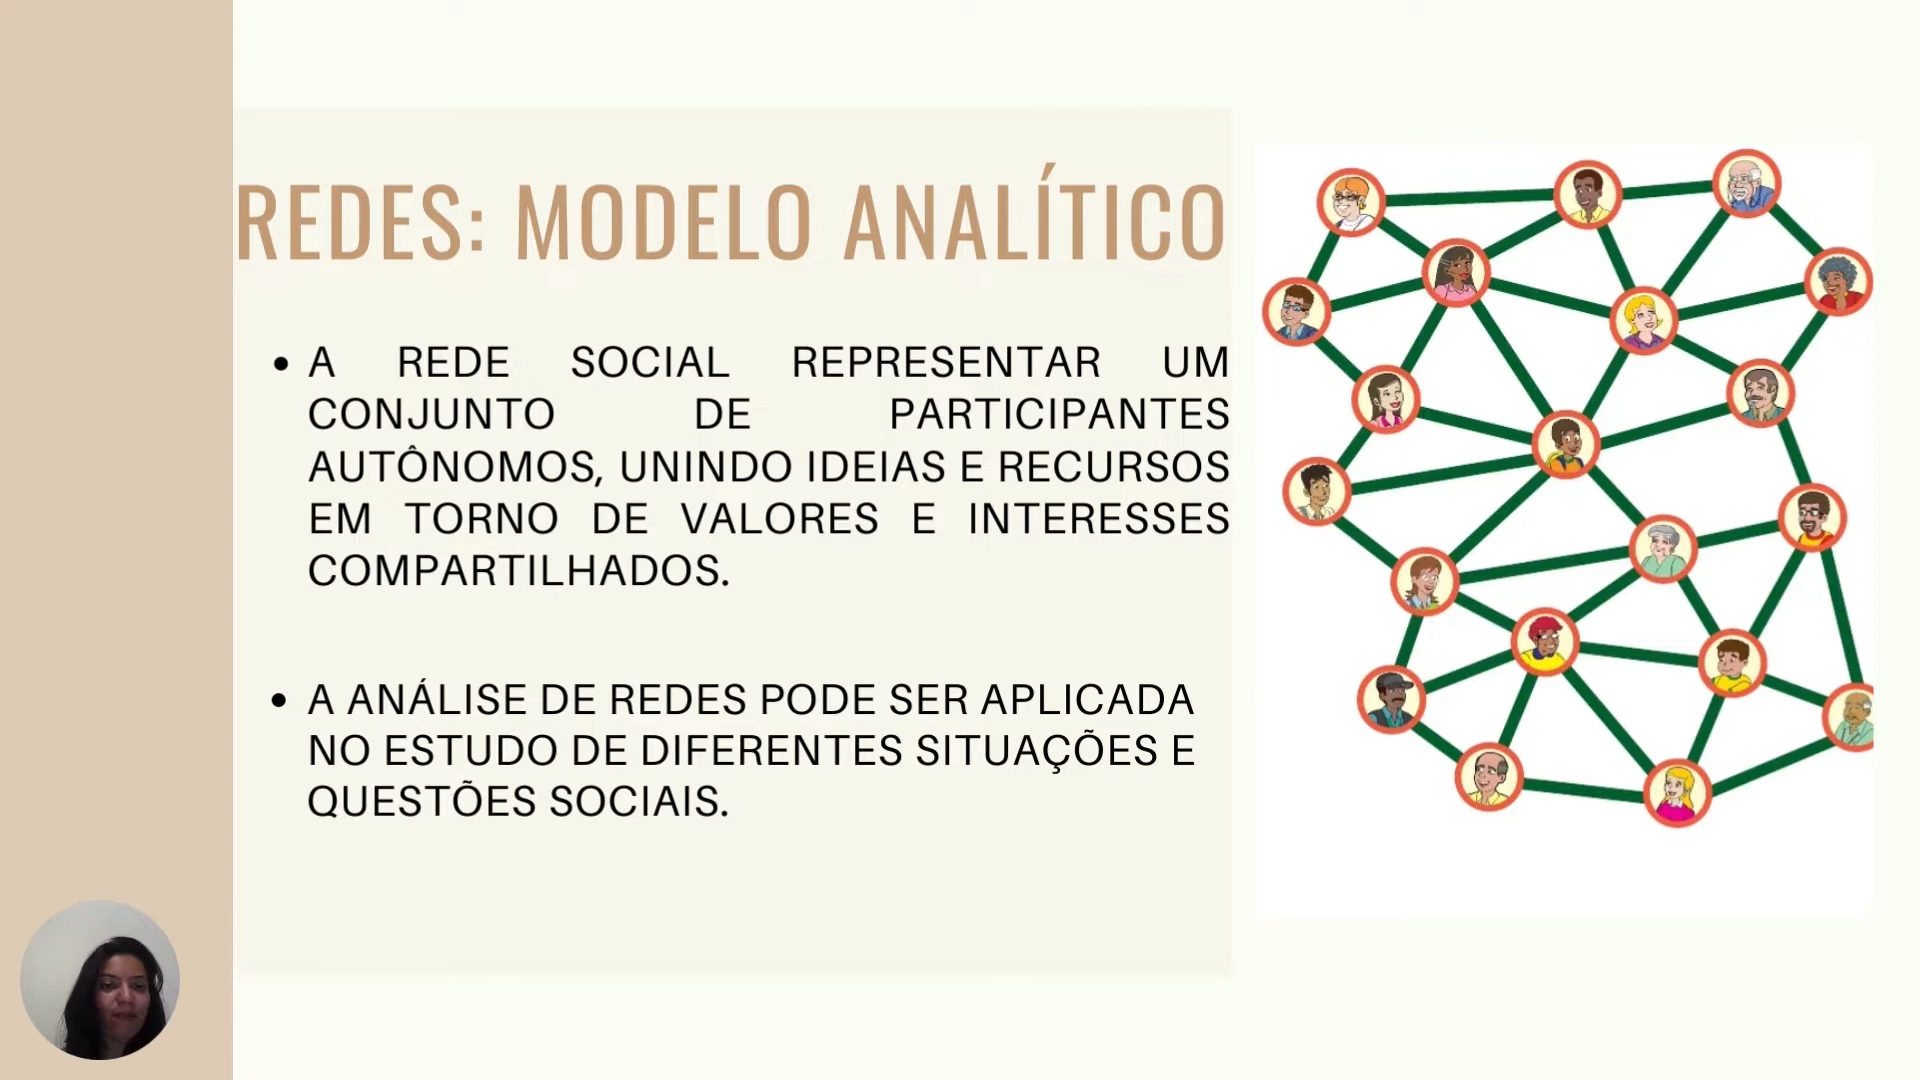 REDES: MODELO ANALÍTICO
• A REDE SOCIAL REPRESENTAR UM
CONJUNTO DE PARTICIPANTES
AUTÔNOMOS, UNINDO IDEIAS E RECURSOS
EM TORNO DE VALORES E INTERESSES
COMPARTILHADOS.
• A ANÁLISE DE REDES PODE SER APLICADA
NO ESTUDO DE DIFERENTES SITUAÇÕES E
QUESTÕES SOCIAIS.